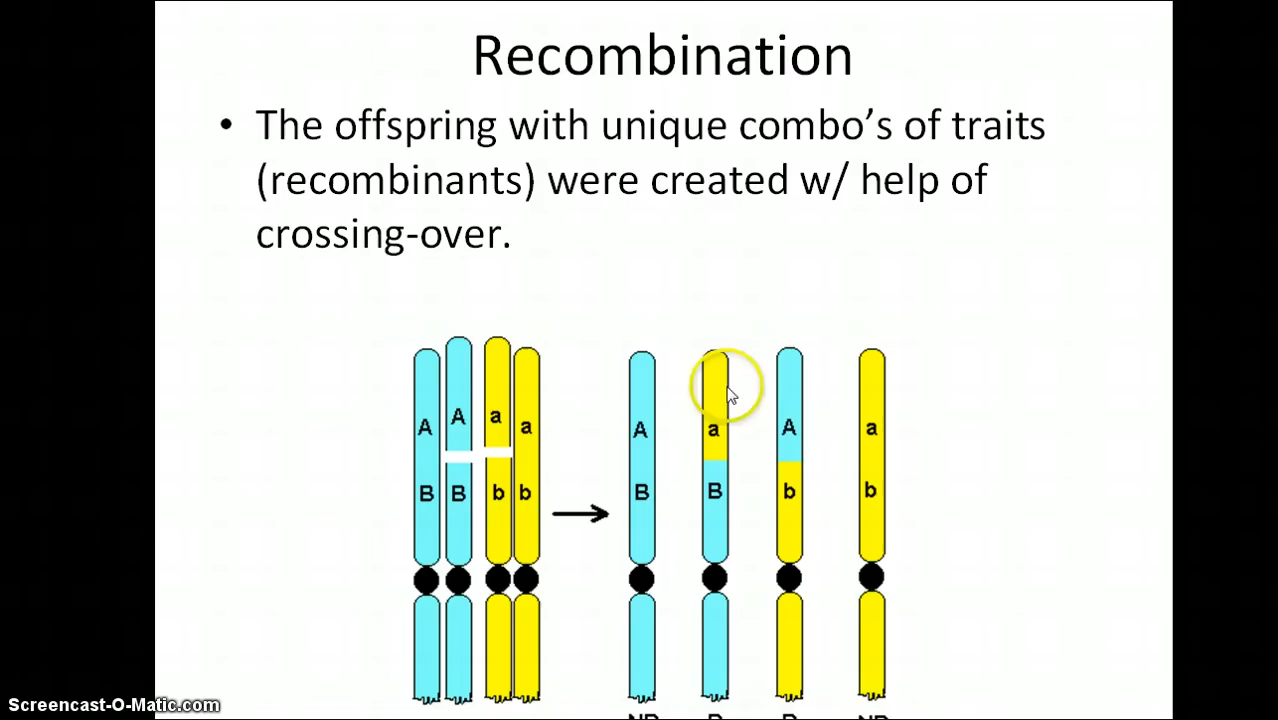 Recombination
• The offspring with unique combo's of traits
(recombinants) were created w/ help of
crossing-over.
A A a a A a A a
B B b b B B b b
Screencast-O-Matic.com